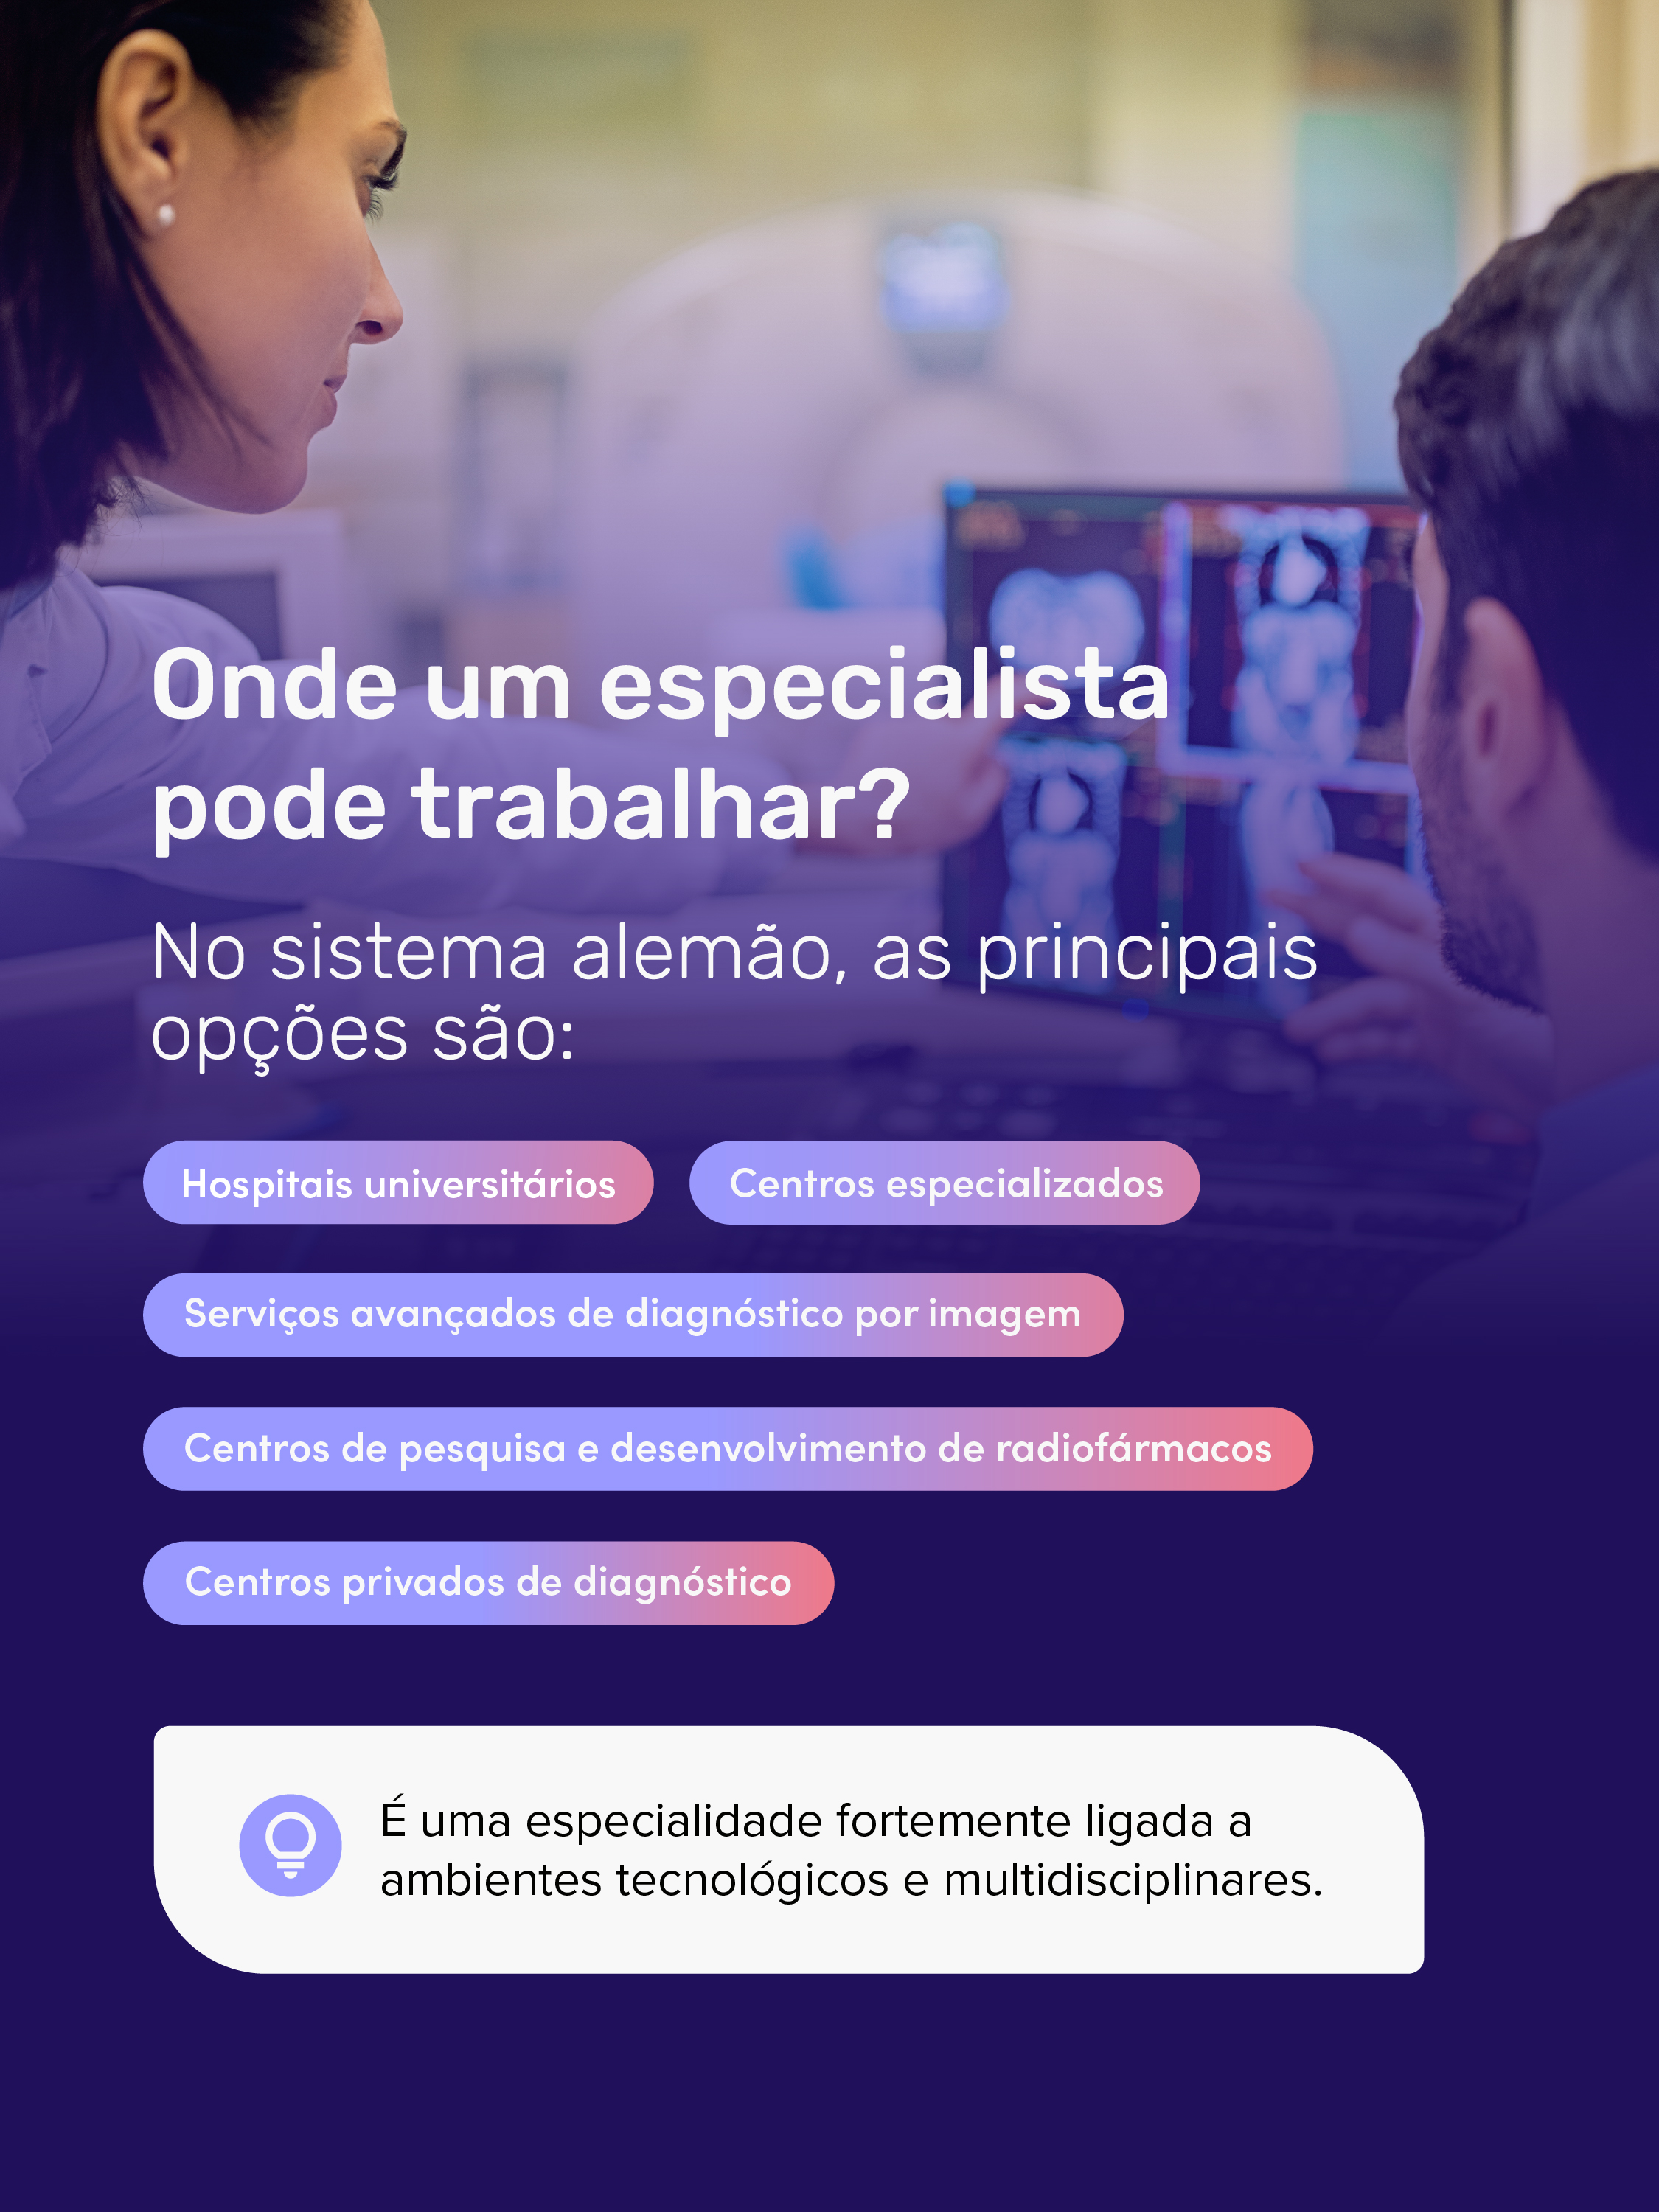 Onde um especialista
pode trabalhar?
No sistema alemão, as principais
opções são:
Hospitais universitários
Centros especializados
Serviços avançados de diagnóstico por imagem
Centros de pesquisa e desenvolvimento de radiofármacos
Centros privados de diagnóstico
É uma especialidade fortemente ligada a
ambientes tecnológicos e multidisciplinares.